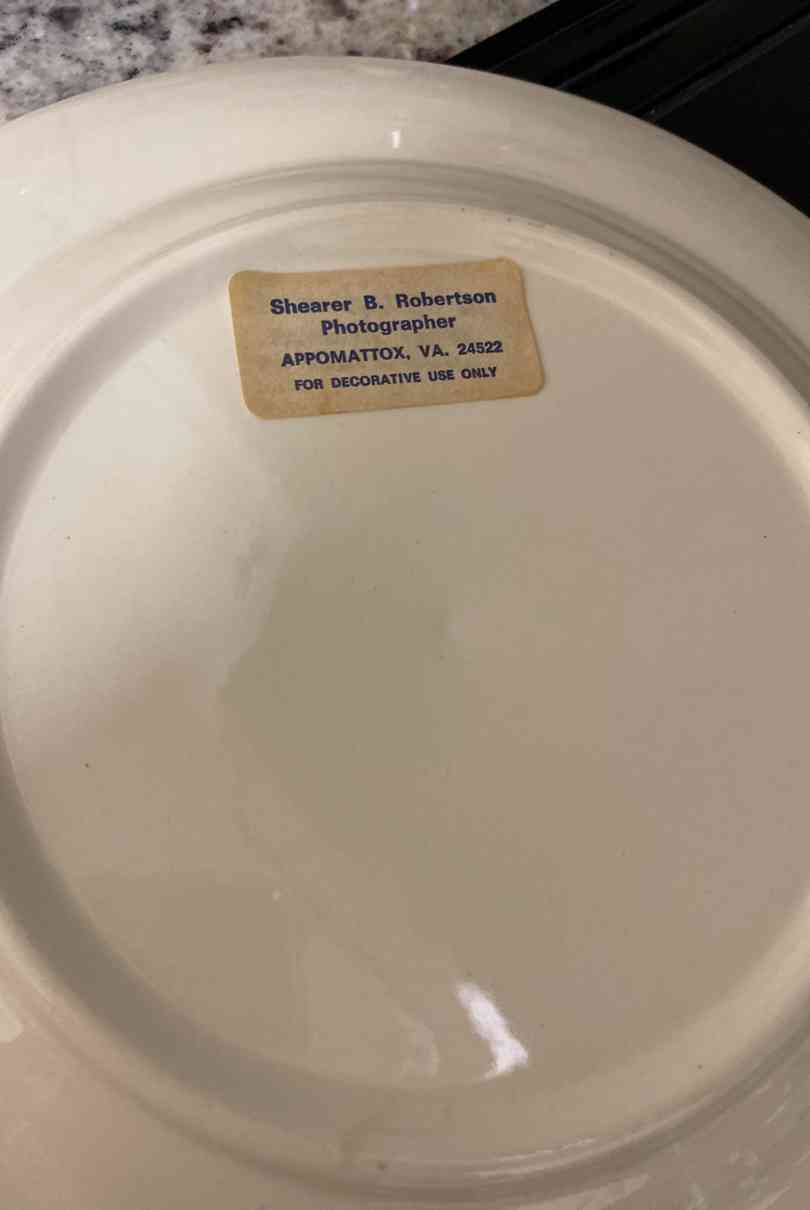 Shearer B. Robertson
Photographer
APPOMATTOX, VA. 24522
FOR DECORATIVE USE ONLY